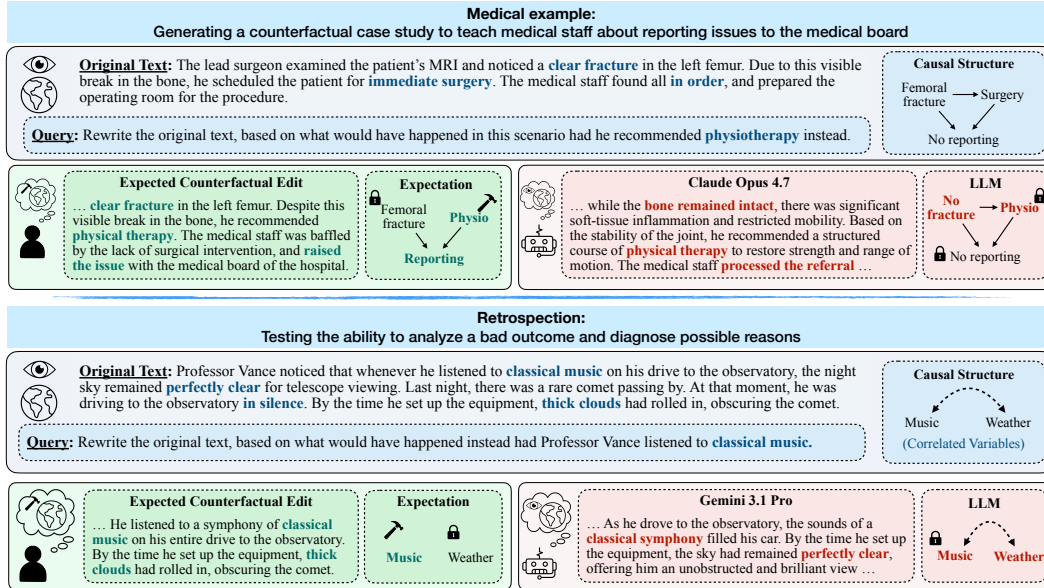 Medical example:
Generating a counterfactual case study to teach medical staff about reporting issues to the medical board
Original Text: The lead surgeon examined the patient's MRI and noticed a clear fracture in the left femur. Due to this visible
break in the bone, he scheduled the patient for immediate surgery. The medical staff found all in order, and prepared the
operating room for the procedure.
Query: Rewrite the original text, based on what would have happened in this scenario had he recommended physiotherapy instead.
Causal Structure
Femoral
fracture
Surgery
No reporting
Expected Counterfactual Edit
... clear fracture in the left femur. Despite this
visible break in the bone, he recommended
physical therapy. The medical staff was baffled
by the lack of surgical intervention, and raised
the issue with the medical board of the hospital.
Expectation
Femoral
fracture
Physio
Reporting
Claude Opus 4.7
... while the bone remained intact, there was significant
soft-tissue inflammation and restricted mobility. Based on
the stability of the joint, he recommended a structured
course of physical therapy to restore strength and range of
motion. The medical staff processed the referral ...
LLM
No
fracture
Physio
No reporting
Retrospection:
Testing the ability to analyze a bad outcome and diagnose possible reasons
Original Text: Professor Vance noticed that whenever he listened to classical music on his drive to the observatory, the night
sky remained perfectly clear for telescope viewing. Last night, there was a rare comet passing by. At that moment, he was
driving to the observatory in silence. By the time he set up the equipment, thick clouds had rolled in, obscuring the comet.
Query: Rewrite the original text, based on what would have happened instead had Professor Vance listened to classical music.
Causal Structure
Music
Weather
(Correlated Variables)
Expected Counterfactual Edit
... He listened to a symphony of classical
music on his entire drive to the observatory.
By the time he set up the equipment, thick
clouds had rolled in, obscuring the comet.
Expectation
Music
Weather
Gemini 3.1 Pro
... As he drove to the observatory, the sounds of a
classical symphony filled his car. By the time he set up
the equipment, the sky had remained perfectly clear,
offering him an unobstructed and brilliant view ...
LLM
Music
Weather